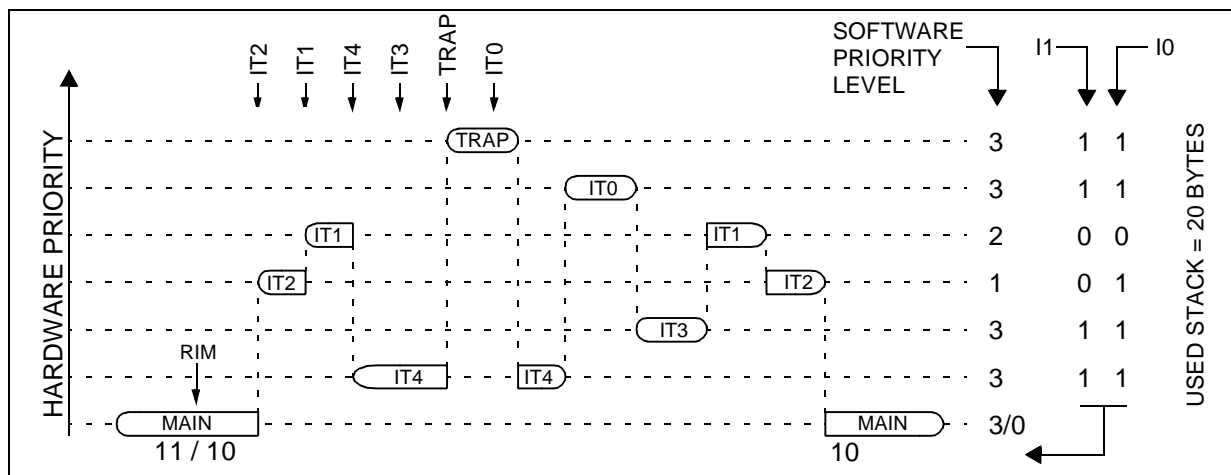 IT2
IT1
IT4
IT3
TRAP
IT0
SOFTWARE
PRIORITY
LEVEL
I1
I0
HARDWARE PRIORITY
USED STACK = 20 BYTES
TRAP
3 1 1
IT0
3 1 1
IT1
IT1
2 0 0
IT2
IT2
1 0 1
IT3
3 1 1
RIM
IT4
IT4
3 1 1
MAIN
MAIN
3/0
11 / 10
10